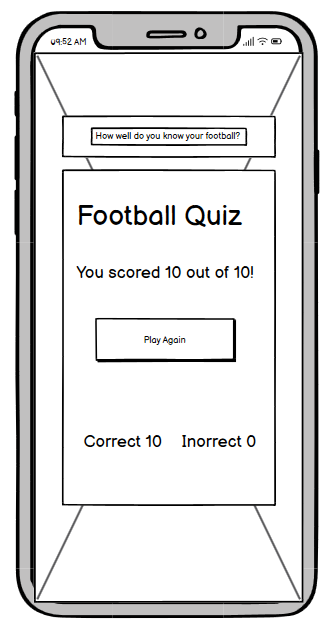 09:52 AM
How well do you know your football?
Football Quiz
You scored 10 out of 10!
Play Again
Correct 10 Inorrect 0